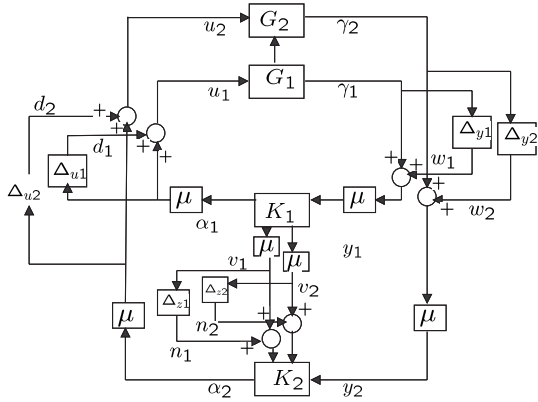 u₂ G₂ γ₂
u₁ G₁ γ₁
d₂ + + d₁ + +
Δu1 Δu2
Δy1 Δy2
+ w₁ + + + w₂
μ α₁ K₁ μ y₁
μ μ
v₁ v₂
Δz1 Δz2
n₂ + +
n₁ +
μ μ
α₂ K₂ y₂